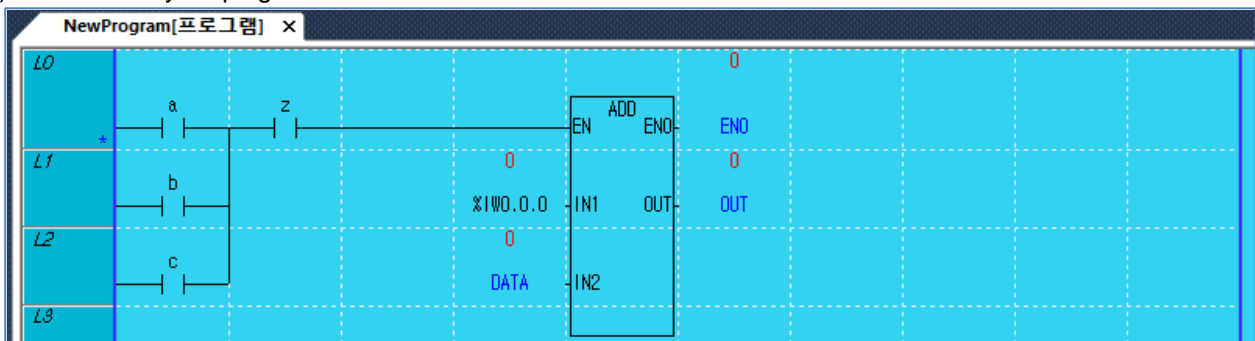 NewProgram[프로그램] ×
L0
0
a
z
ADD
EN
ENO
ENO
*
L1
0
0
b
%IW0.0.0
IN1
OUT
OUT
L2
0
c
DATA
IN2
L3